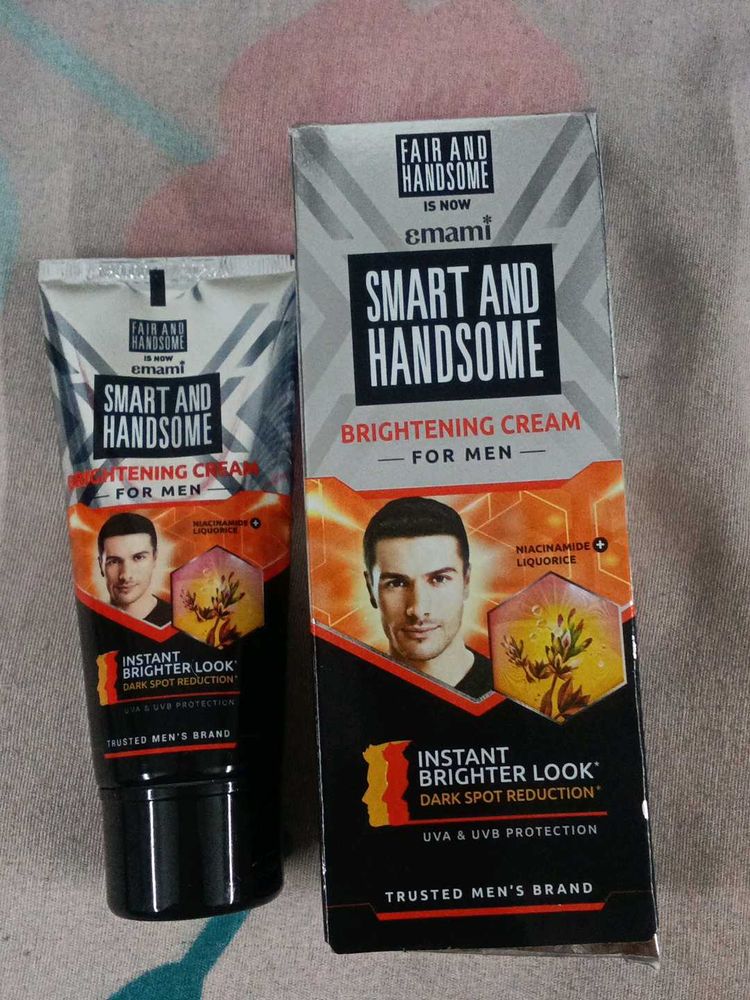 FAIR AND
HANDSOME
IS NOW
emami
SMART AND
HANDSOME
BRIGHTENING CREAM
FOR MEN
NIACINAMIDE +
LIQUORICE
INSTANT
BRIGHTER LOOK*
DARK SPOT REDUCTION*
UVA & UVB PROTECTION
TRUSTED MEN'S BRAND
FAIR AND
HANDSOME
IS NOW
emami*
SMART AND
HANDSOME
BRIGHTENING CREAM
FOR MEN
NIACINAMIDE +
LIQUORICE
INSTANT
BRIGHTER LOOK*
DARK SPOT REDUCTION*
UVA & UVB PROTECTION
TRUSTED MEN'S BRAND